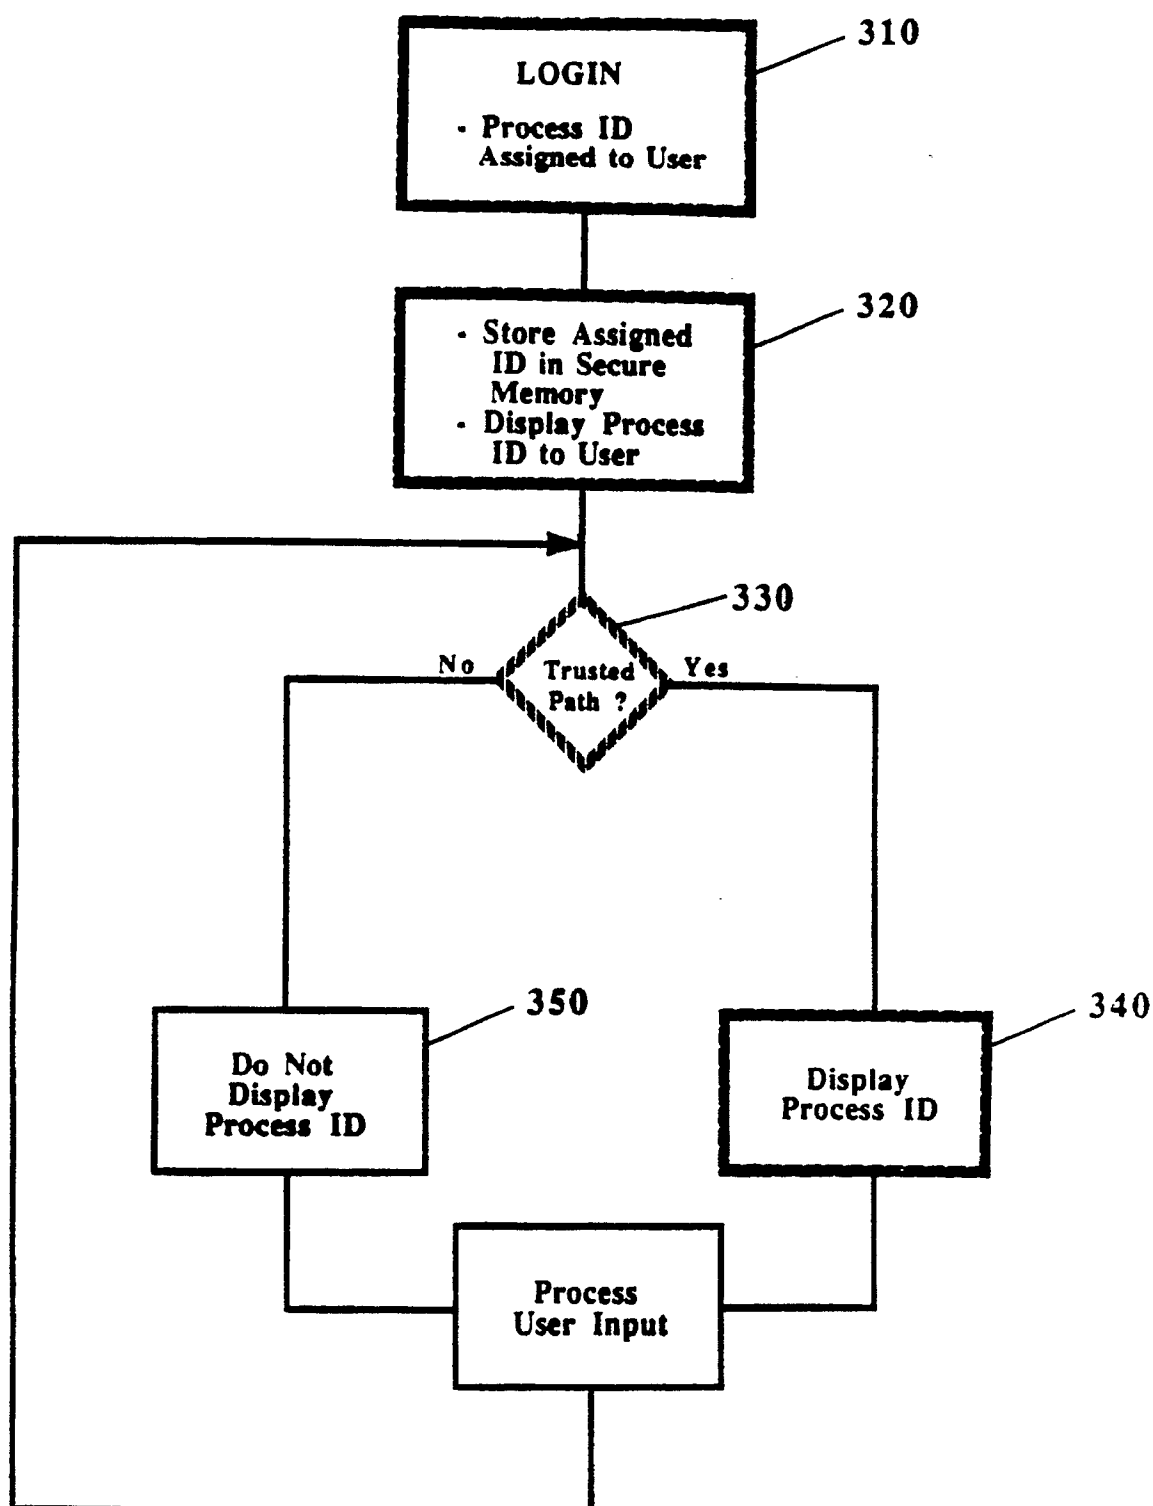 310
LOGIN
- Process ID
Assigned to User
320
- Store Assigned
ID in Secure
Memory
- Display Process
ID to User
330
No
Trusted
Path ?
Yes
350
Do Not
Display
Process ID
340
Display
Process ID
Process
User Input